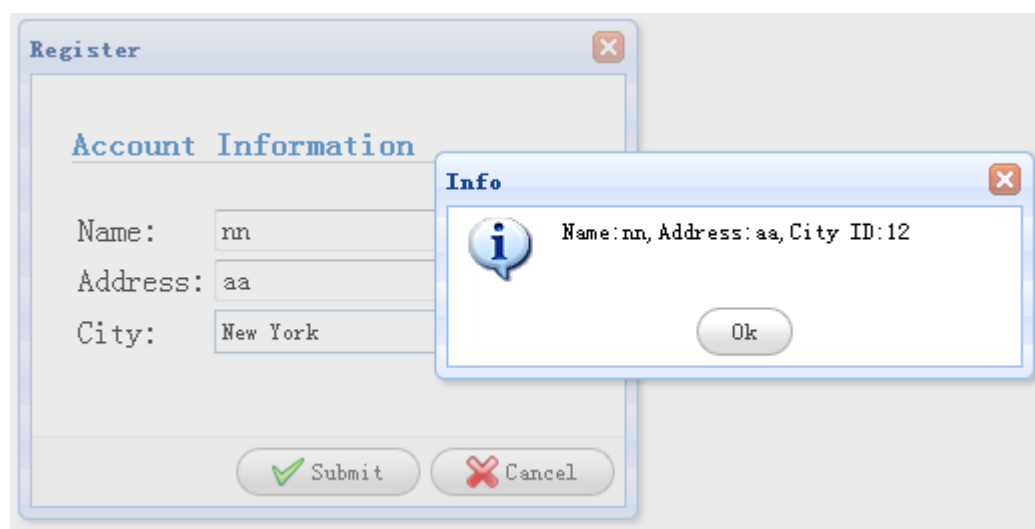 Register
Account Information
Name: nn
Address: aa
City: New York
Submit Cancel
Info
Name:nn,Address:aa,City ID:12
Ok